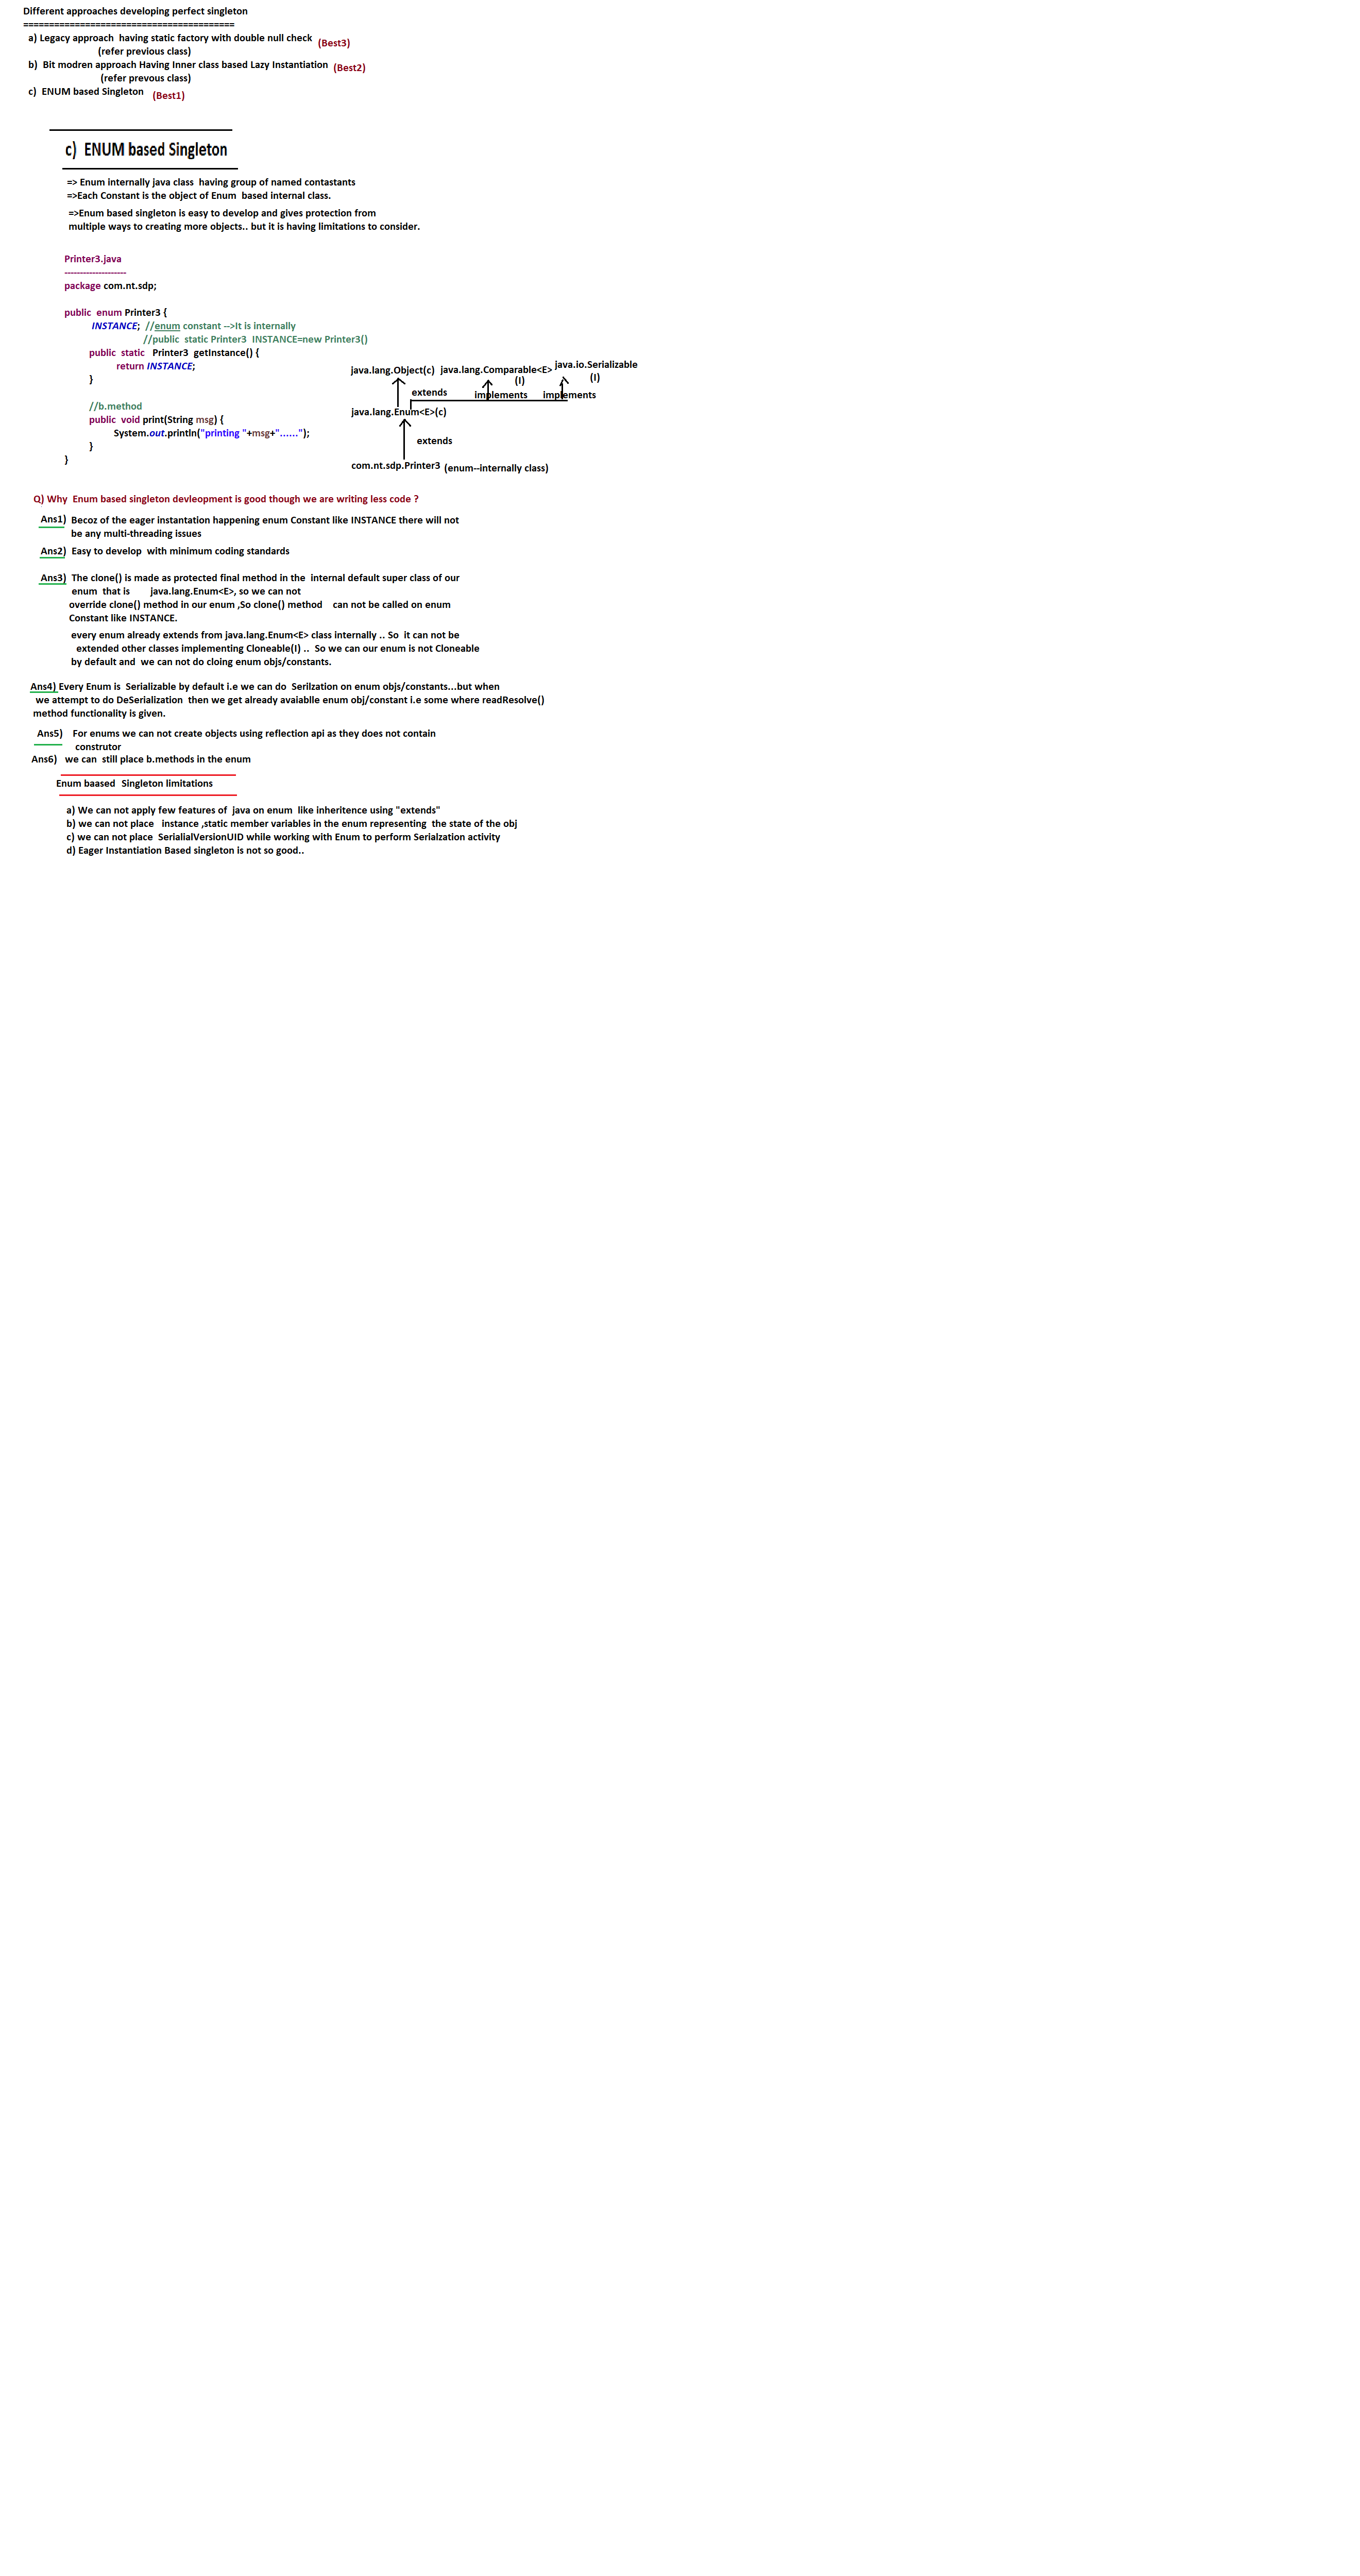 Different approaches developing perfect singleton
=========================================
a) Legacy approach  having static factory with double null check  (Best3)
(refer previous class)
b)  Bit modren approach Having Inner class based Lazy Instantiation  (Best2)
(refer prevous class)
c)  ENUM based Singleton  (Best1)
c)  ENUM based Singleton
=> Enum internally java class  having group of named contastants
=>Each Constant is the object of Enum  based internal class.
=>Enum based singleton is easy to develop and gives protection from
multiple ways to creating more objects.. but it is having limitations to consider.
Printer3.java
--------------------
package com.nt.sdp;
public  enum Printer3 {
INSTANCE;  //enum constant -->It is internally
//public  static Printer3  INSTANCE=new Printer3()
public  static   Printer3  getInstance() {
return INSTANCE;
}
//b.method
public  void print(String msg) {
System.out.println("printing "+msg+"......");
}
}
java.lang.Object(c)  java.lang.Comparable<E>  java.io.Serializable
(I)  (I)
extends  implements  implements
java.lang.Enum<E>(c)
extends
com.nt.sdp.Printer3  (enum--internally class)
Q) Why  Enum based singleton devleopment is good though we are writing less code ?
Ans1)  Becoz of the eager instantation happening enum Constant like INSTANCE there will not
be any multi-threading issues
Ans2)  Easy to develop  with minimum coding standards
Ans3)  The clone() is made as protected final method in the  internal default super class of our
enum  that is       java.lang.Enum<E>, so we can not
override clone() method in our enum ,So clone() method    can not be called on enum
Constant like INSTANCE.
every enum already extends from java.lang.Enum<E> class internally .. So  it can not be
extended other classes implementing Cloneable(I) ..  So we can our enum is not Cloneable
by default and  we can not do cloing enum objs/constants.
Ans4) Every Enum is  Serializable by default i.e we can do  Serilzation on enum objs/constants...but when
we attempt to do DeSerialization  then we get already avaiablle enum obj/constant i.e some where readResolve()
method functionality is given.
Ans5)    For enums we can not create objects using reflection api as they does not contain
construtor
Ans6)   we can  still place b.methods in the enum
Enum baased  Singleton limitations
a) We can not apply few features of  java on enum  like inheritence using "extends"
b) we can not place   instance ,static member variables in the enum representing  the state of the obj
c) we can not place  SerialialVersionUID while working with Enum to perform Serialzation activity
d) Eager Instantiation Based singleton is not so good..